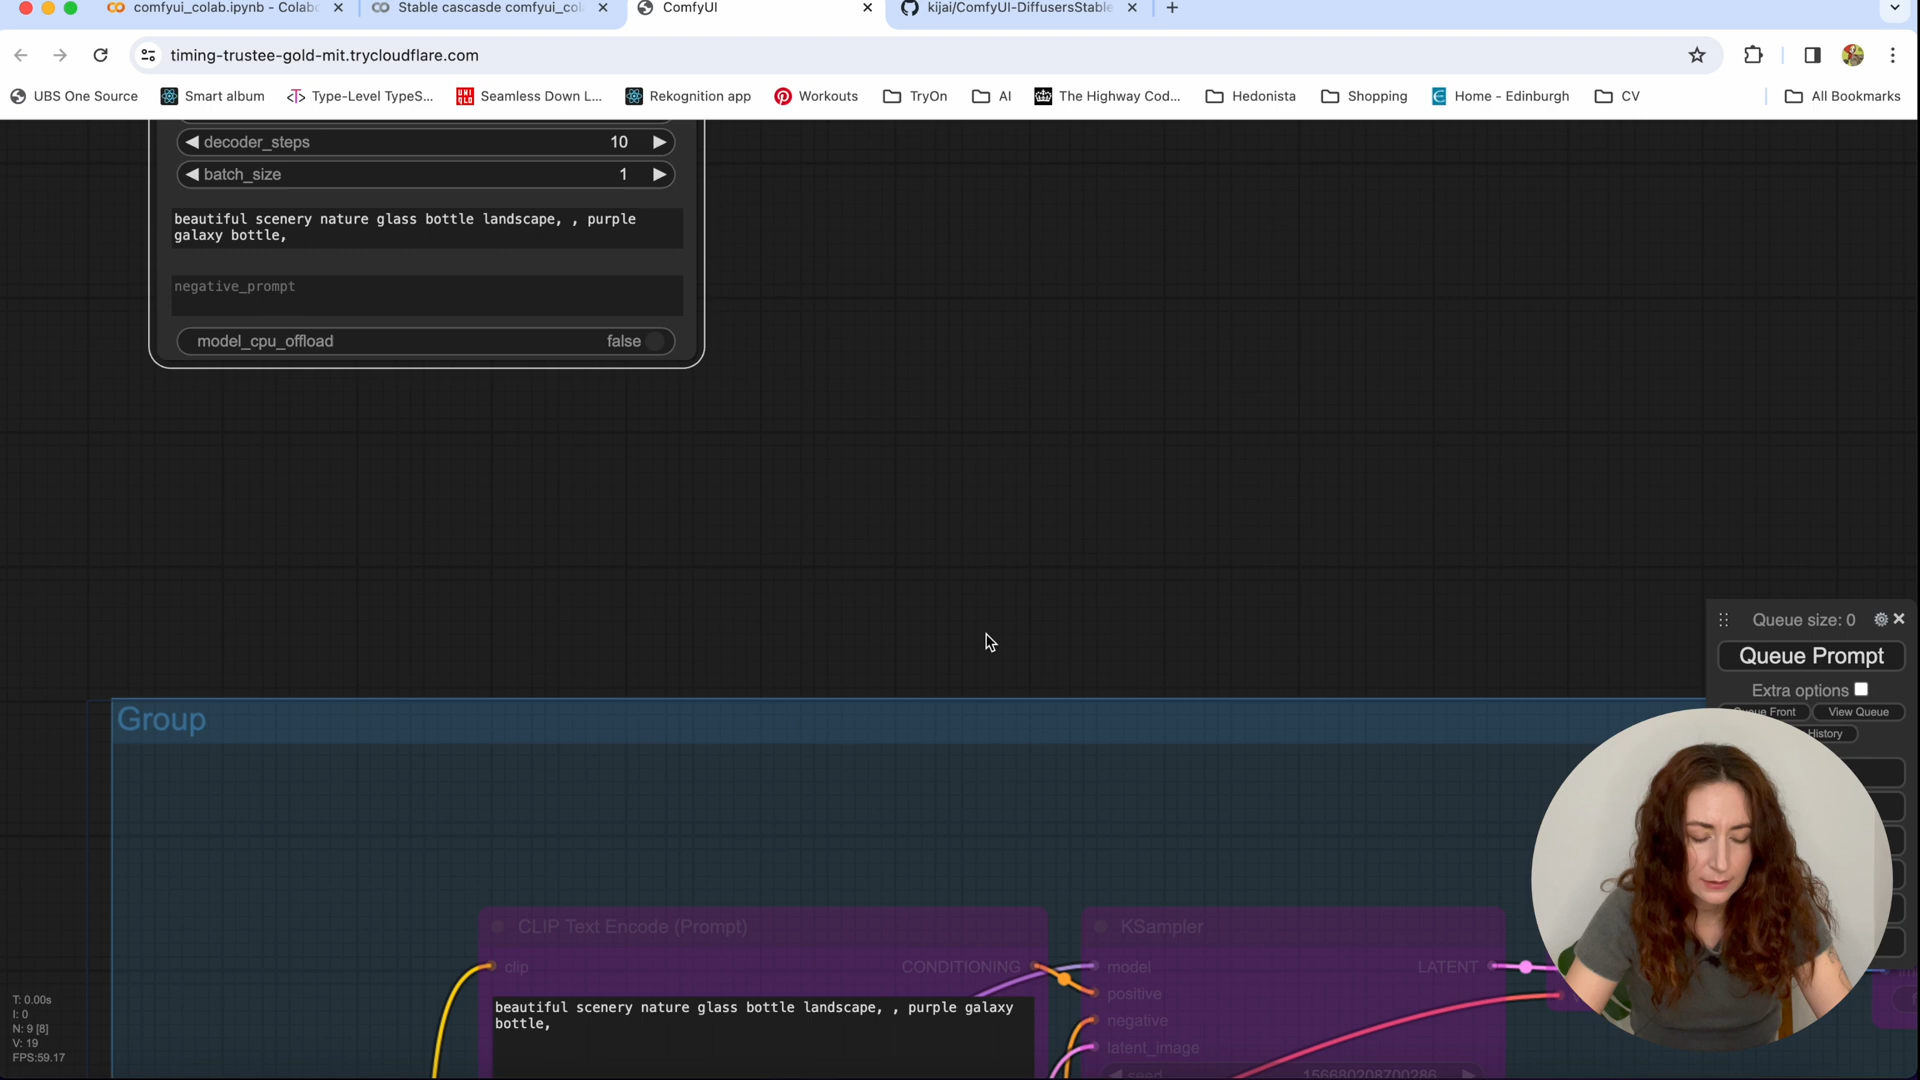 comfyui_colab.ipynb - Colab
Stable cascasde comfyui_col
ComfyUI
kijai/ComfyUI-DiffusersStable
timing-trustee-gold-mit.trycloudflare.com
UBS One Source
Smart album
Type-Level TypeS...
Seamless Down L...
Rekognition app
Workouts
TryOn
AI
The Highway Cod...
Hedonista
Shopping
Home - Edinburgh
CV
All Bookmarks
decoder_steps 10
batch_size 1
beautiful scenery nature glass bottle landscape, , purple
galaxy bottle,
negative_prompt
model_cpu_offload false
Queue size: 0
Queue Prompt
Extra options
Front View Queue
History
Group
CLIP Text Encode (Prompt)
clip CONDITIONING
beautiful scenery nature glass bottle landscape, , purple galaxy
bottle,
KSampler
model LATENT
positive
negative
latent_image
seed 156680208700286
T: 0.00s
I: 0
N: 9 [8]
V: 19
FPS:59.17